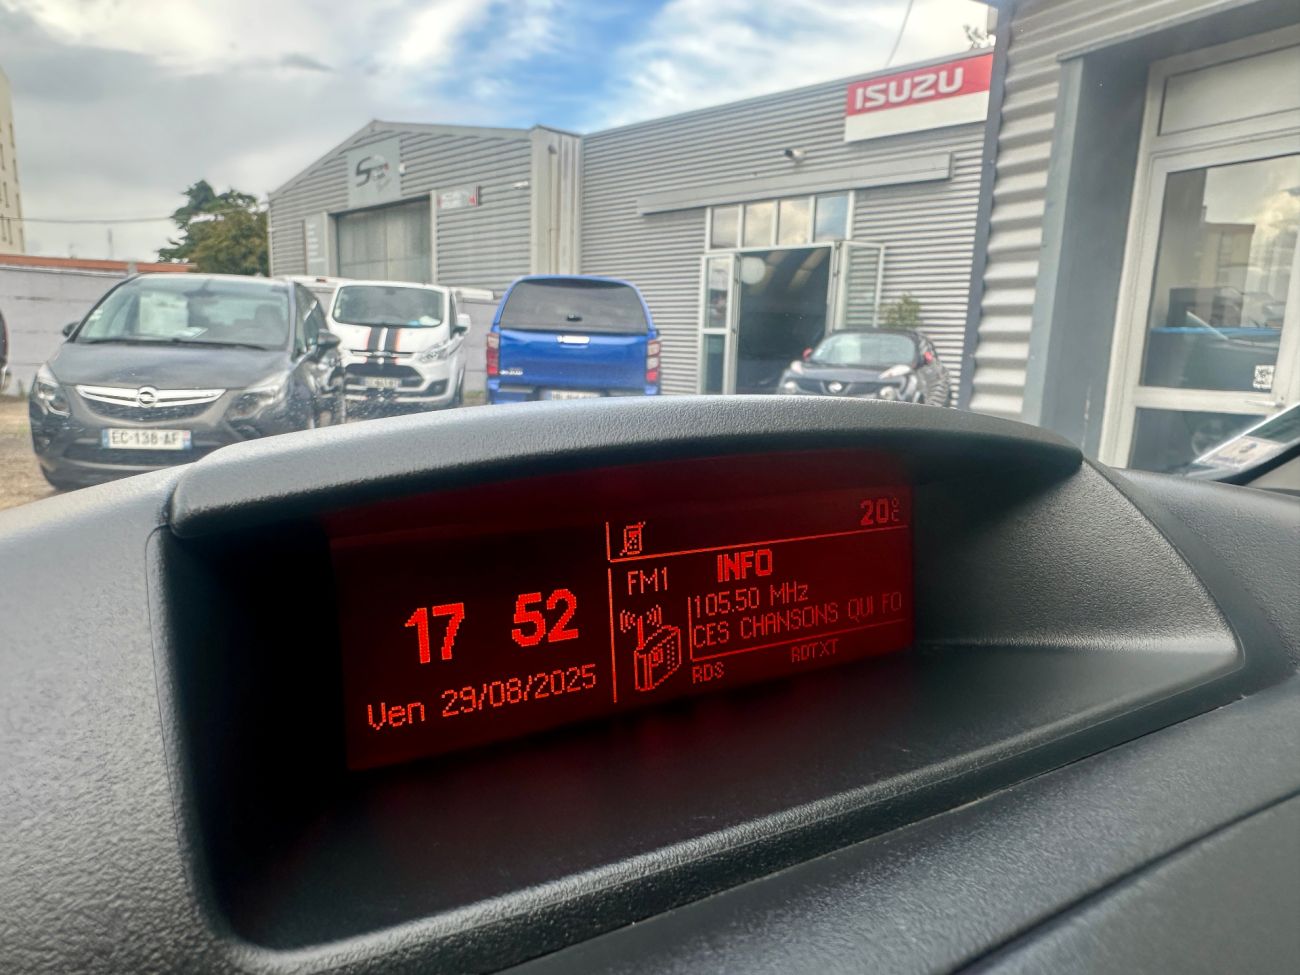 ISUZU
EC-138-AF
20°C
INFO
FM1
17 52
105.50 MHz
CES CHANSONS QUI FO
Ven 29/08/2025
RDS
RDTXT